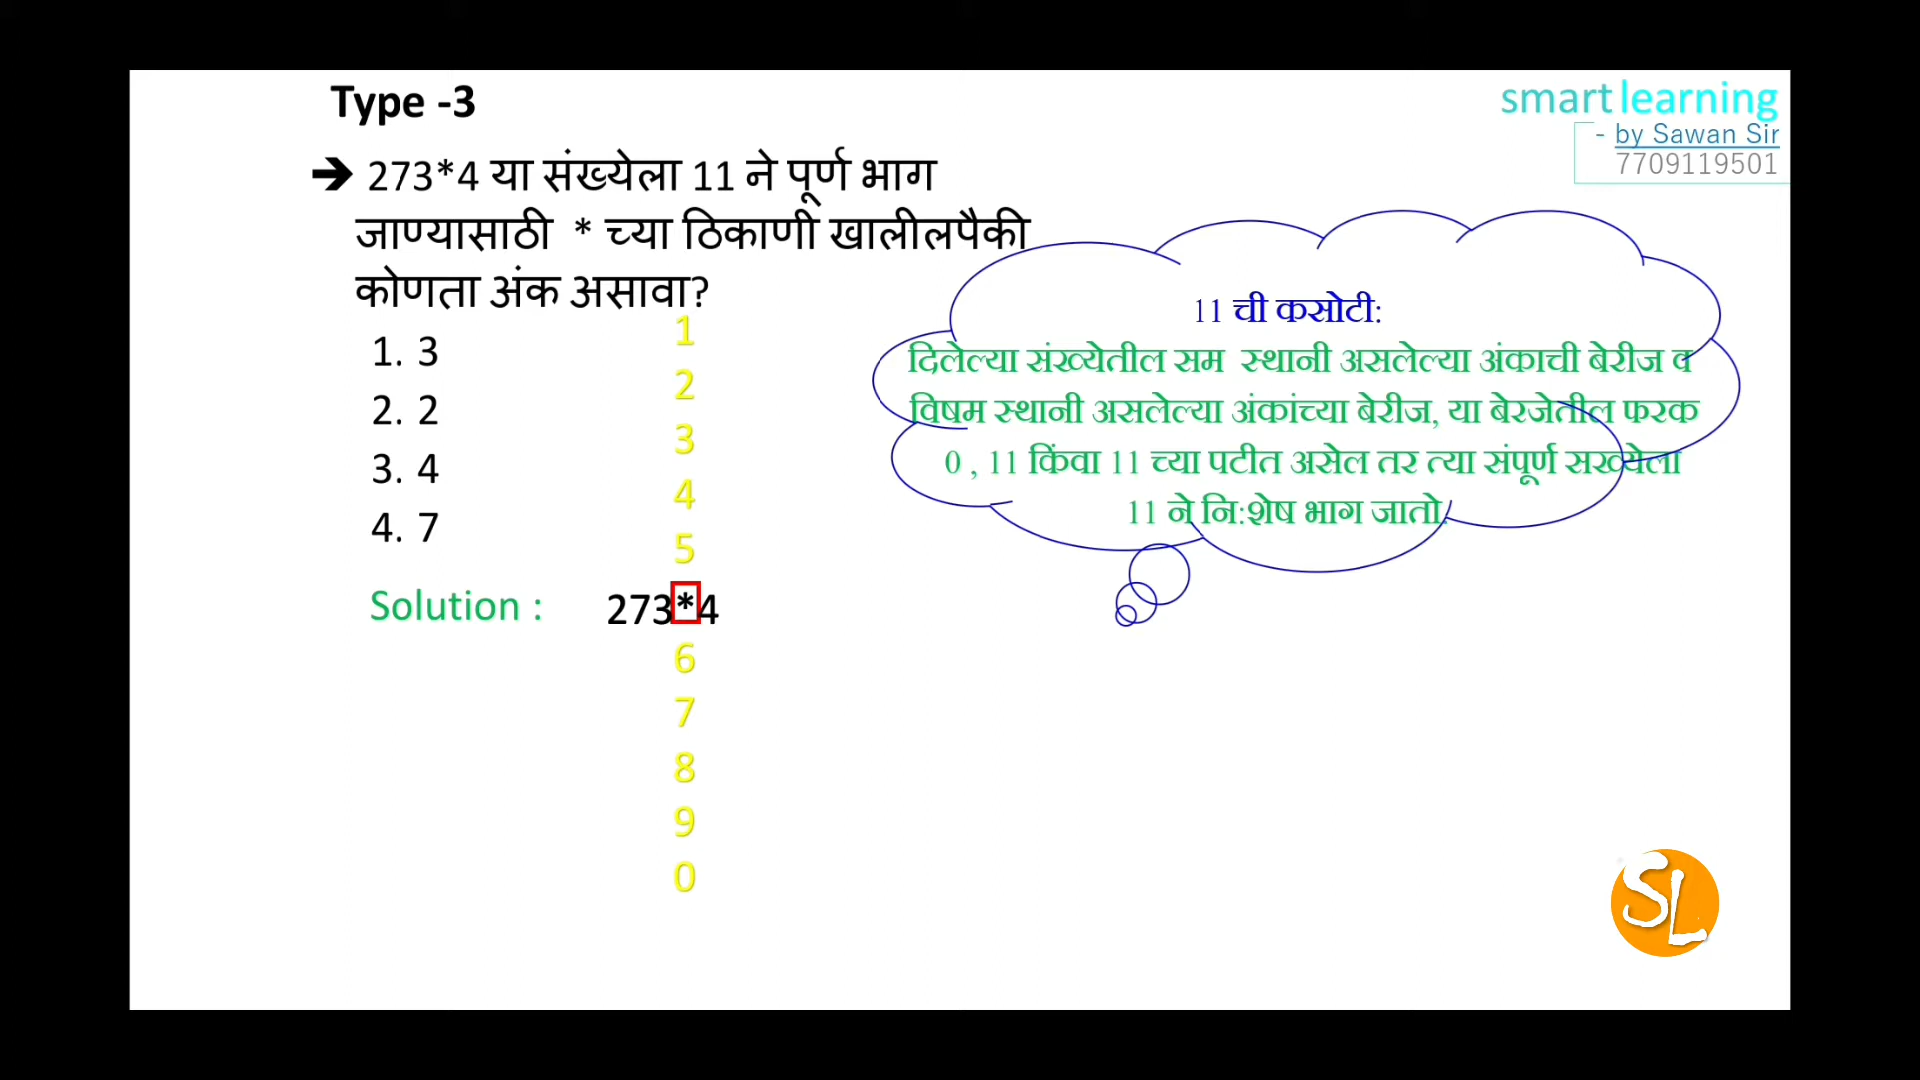 Type -3
smart learning
- by Sawan Sir
7709119501
➔ 273*4 या संख्येला 11 ने पूर्ण भाग
जाण्यासाठी * च्या ठिकाणी खालीलपैकी
कोणता अंक असावा?
1. 3
2. 2
3. 4
4. 7
11 ची कसोटी:
दिलेल्या संख्येतील सम स्थानी असलेल्या अंकाची बेरीज व
विषम स्थानी असलेल्या अंकांच्या बेरीज, या बेरजेतील फरक
0 , 11 किंवा 11 च्या पटीत असेल तर त्या संपूर्ण सख्येला
11 ने नि:शेष भाग जातो.
1
2
3
4
5
Solution : 273*4
6
7
8
9
0
SL